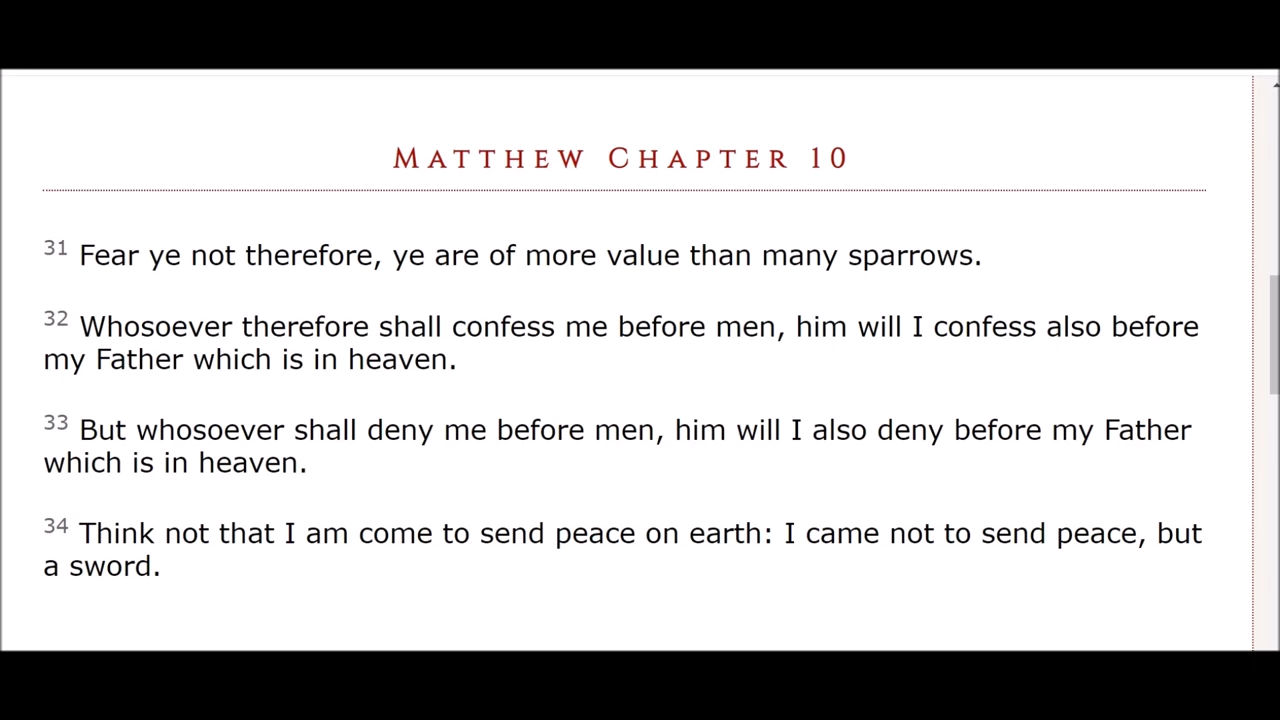 MATTHEW CHAPTER 10
31 Fear ye not therefore, ye are of more value than many sparrows.
32 Whosoever therefore shall confess me before men, him will I confess also before
my Father which is in heaven.
33 But whosoever shall deny me before men, him will I also deny before my Father
which is in heaven.
34 Think not that I am come to send peace on earth: I came not to send peace, but
a sword.